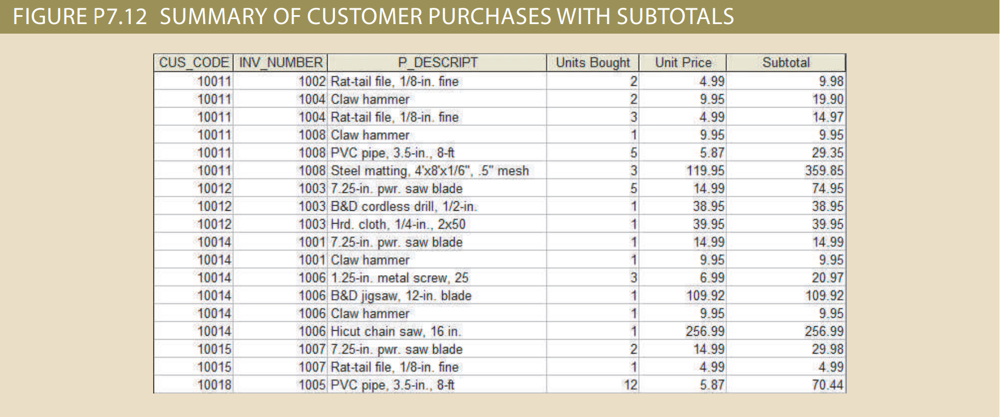 FIGURE P7.12 SUMMARY OF CUSTOMER PURCHASES WITH SUBTOTALS
CUS_CODE INV_NUMBER P_DESCRIPT Units Bought Unit Price Subtotal
10011 1002 Rat-tail file, 1/8-in. fine 2 4.99 9.98
10011 1004 Claw hammer 2 9.95 19.90
10011 1004 Rat-tail file, 1/8-in. fine 3 4.99 14.97
10011 1008 Claw hammer 1 9.95 9.95
10011 1008 PVC pipe, 3.5-in., 8-ft 5 5.87 29.35
10011 1008 Steel matting, 4'x8'x1/6", .5" mesh 3 119.95 359.85
10012 1003 7.25-in. pwr. saw blade 5 14.99 74.95
10012 1003 B&D cordless drill, 1/2-in. 1 38.95 38.95
10012 1003 Hrd. cloth, 1/4-in., 2x50 1 39.95 39.95
10014 1001 7.25-in. pwr. saw blade 1 14.99 14.99
10014 1001 Claw hammer 1 9.95 9.95
10014 1006 1.25-in. metal screw, 25 3 6.99 20.97
10014 1006 B&D jigsaw, 12-in. blade 1 109.92 109.92
10014 1006 Claw hammer 1 9.95 9.95
10014 1006 Hicut chain saw, 16 in. 1 256.99 256.99
10015 1007 7.25-in. pwr. saw blade 2 14.99 29.98
10015 1007 Rat-tail file, 1/8-in. fine 1 4.99 4.99
10018 1005 PVC pipe, 3.5-in., 8-ft 12 5.87 70.44